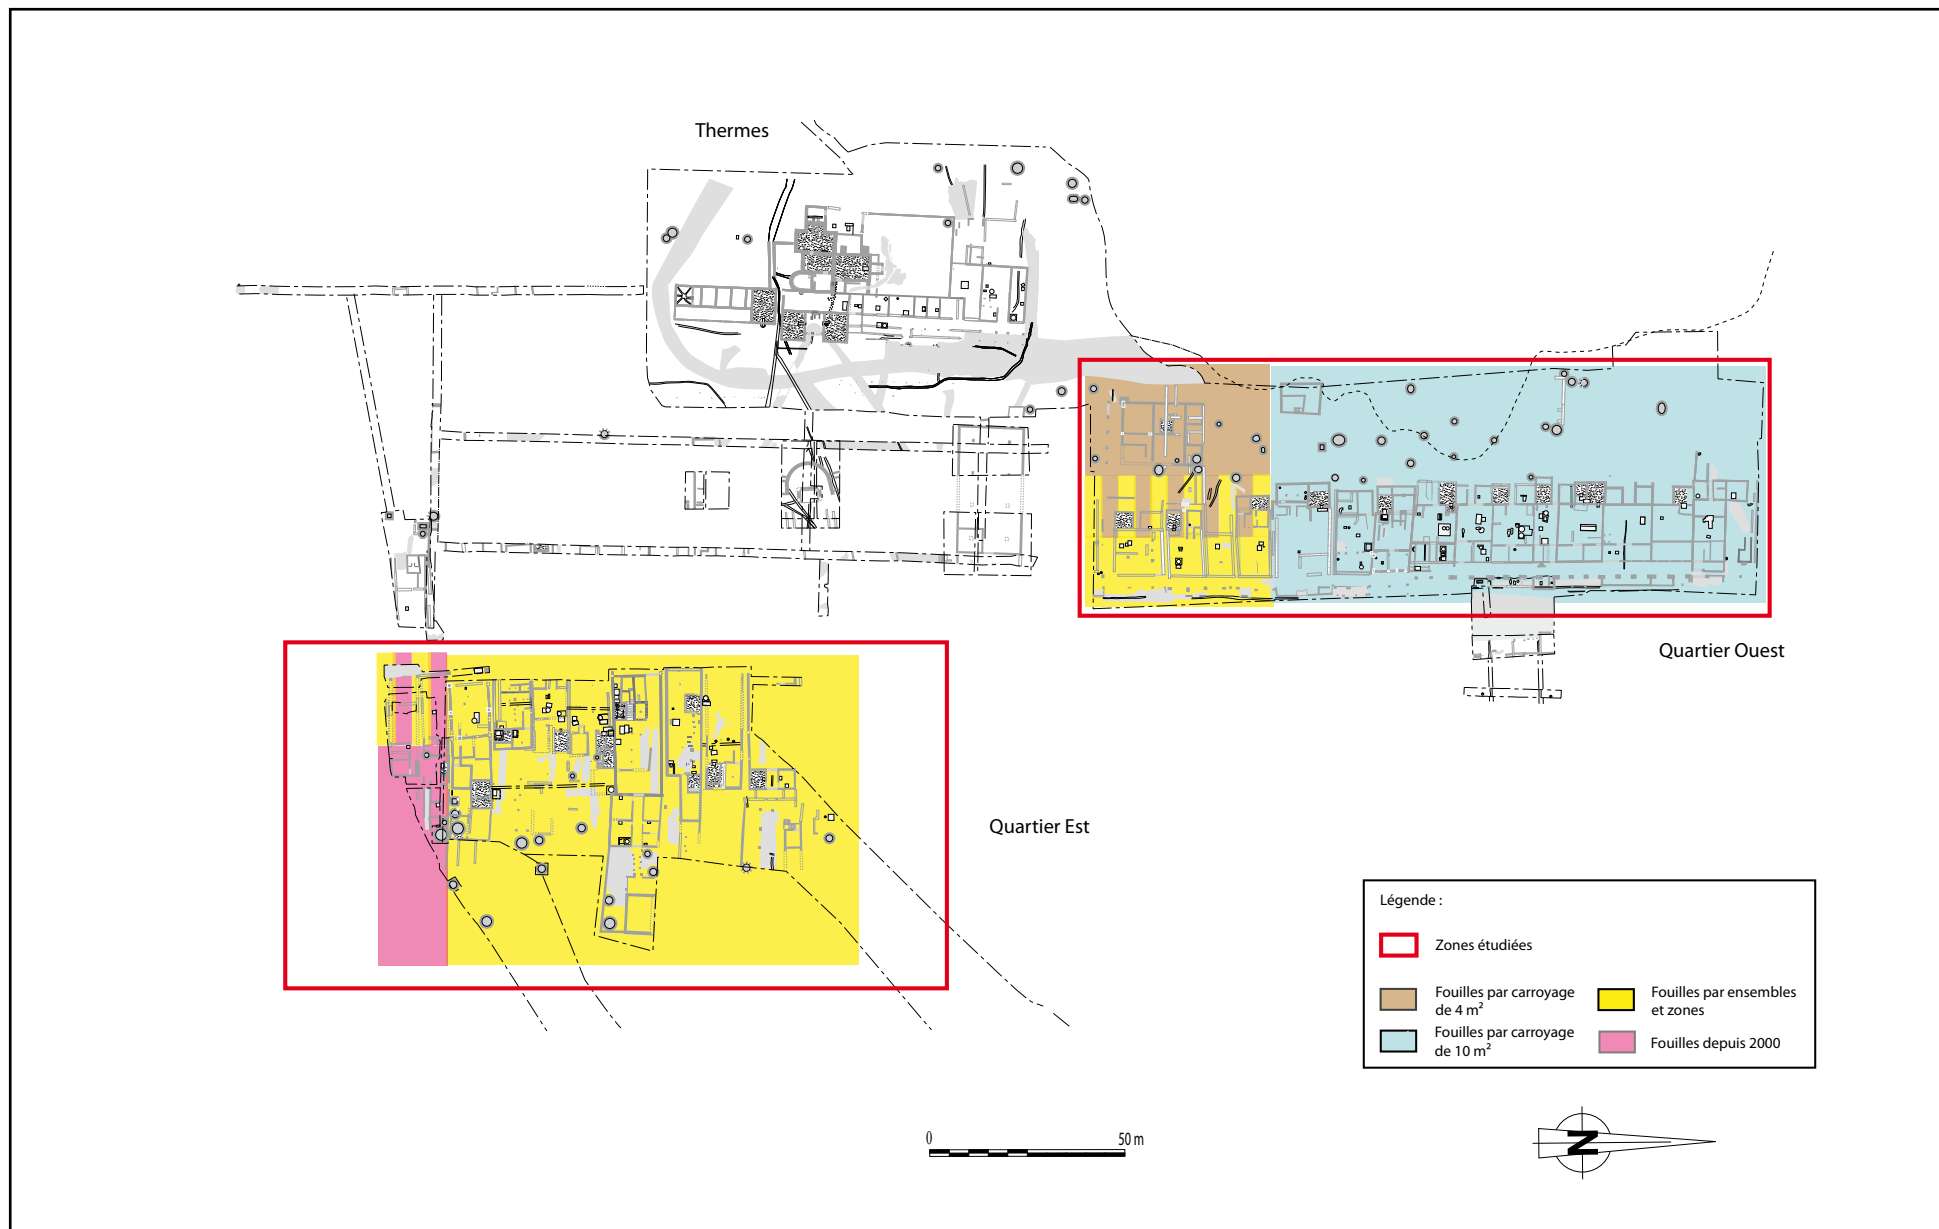 Thermes
Quartier Ouest
Quartier Est
Légende :
Zones étudiées
Fouilles par carroyage
de 4 m²
Fouilles par ensembles
et zones
Fouilles par carroyage
de 10 m²
Fouilles depuis 2000
0 50 m
N